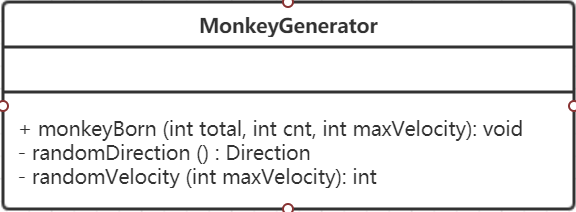 MonkeyGenerator
+ monkeyBorn (int total, int cnt, int maxVelocity): void
- randomDirection () : Direction
- randomVelocity (int maxVelocity): int